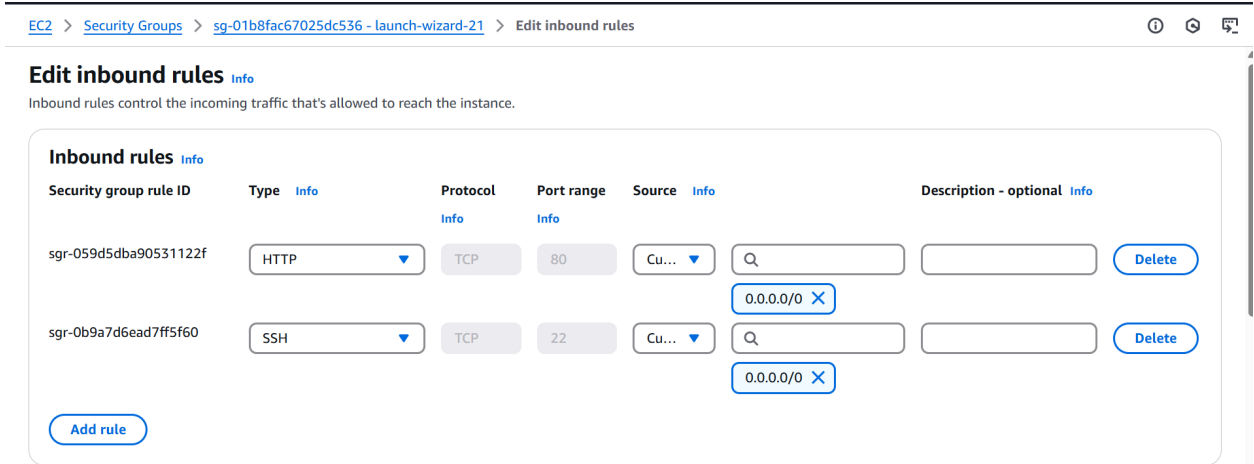 EC2 > Security Groups > sg-01b8fac67025dc536 - launch-wizard-21 > Edit inbound rules
Edit inbound rules Info
Inbound rules control the incoming traffic that's allowed to reach the instance.
Inbound rules Info
Security group rule ID Type Info Protocol Info Port range Info Source Info Description - optional Info
sgr-059d5dba90531122f HTTP TCP 80 Cu... Delete
0.0.0.0/0
sgr-0b9a7d6ead7ff5f60 SSH TCP 22 Cu... Delete
0.0.0.0/0
Add rule